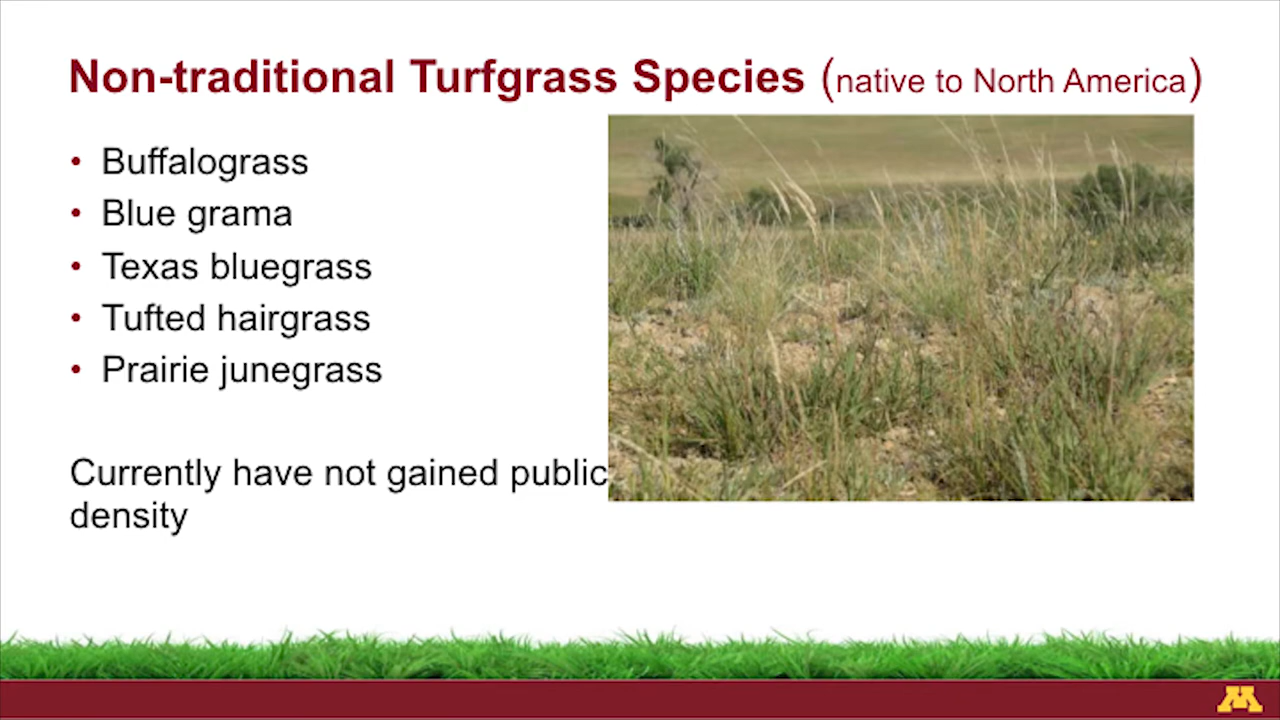 Non-traditional Turfgrass Species (native to North America)
• Buffalograss
• Blue grama
• Texas bluegrass
• Tufted hairgrass
• Prairie junegrass
Currently have not gained public
density
M